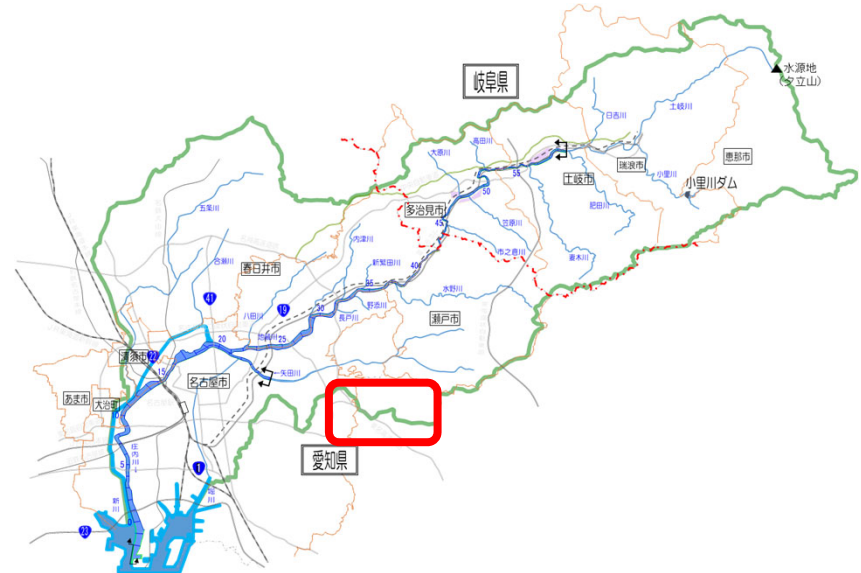 水源地
(夕立山)
岐阜県
土岐川
日吉川
高田川
大原川
恵那市
瑞浪市
小里川
小里川ダム
土岐市
55
50
肥田川
多治見市
45
笠原川
妻木川
市之倉川
五条川
内津川
新繁田川
40
合瀬川
春日井市
41
19
八田川
35
30
水野川
野添川
長戸川
瀬戸市
25
20
22
清須市
15
名古屋市
矢田川
あま市
大治町
10
愛知県
庄内川
5
1
堀川
新川
0
23